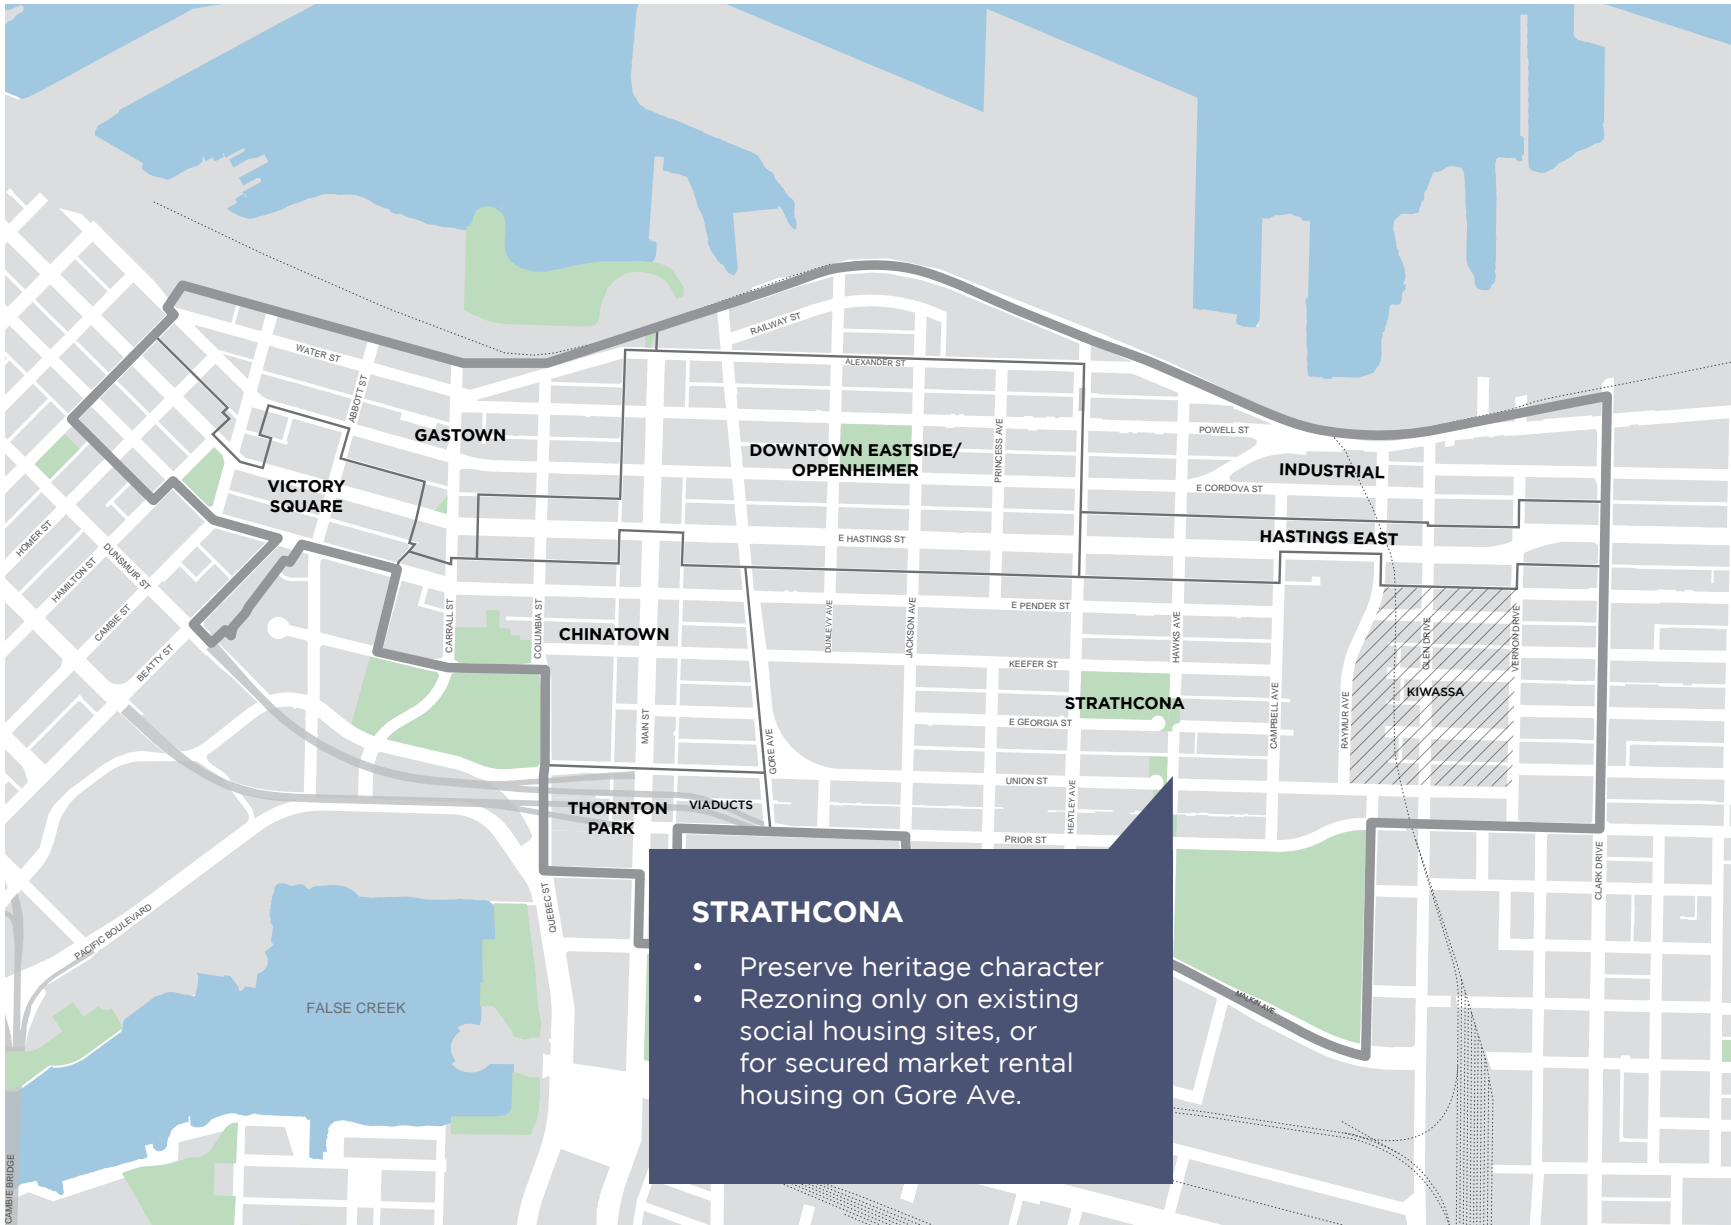 RAILWAY ST
WATER ST
ALEXANDER ST
ABBOTT ST
GASTOWN
POWELL ST
PRINCESS AVE
DOWNTOWN EASTSIDE/
OPPENHEIMER
INDUSTRIAL
VICTORY
SQUARE
E CORDOVA ST
HOMER ST
E HASTINGS ST
HASTINGS EAST
DUNSMUIR ST
HAMILTON ST
CAMBIE ST
BEATTY ST
CARRALL ST
COLUMBIA ST
CHINATOWN
DUNLEVY AVE
JACKSON AVE
E PENDER ST
HAWKS AVE
GLEN DRIVE
VERNON DRIVE
KEEFER ST
STRATHCONA
KIWASSA
E GEORGIA ST
MAIN ST
GORE AVE
CAMPBELL AVE
RAYMUR AVE
UNION ST
HEATLEY AVE
THORNTON
PARK
VIADUCTS
PRIOR ST
CLARK DRIVE
QUEBEC ST
PACIFIC BOULEVARD
FALSE CREEK
MALKIN AVE
CAMBIE BRIDGE
STRATHCONA
• Preserve heritage character
• Rezoning only on existing
social housing sites, or
for secured market rental
housing on Gore Ave.